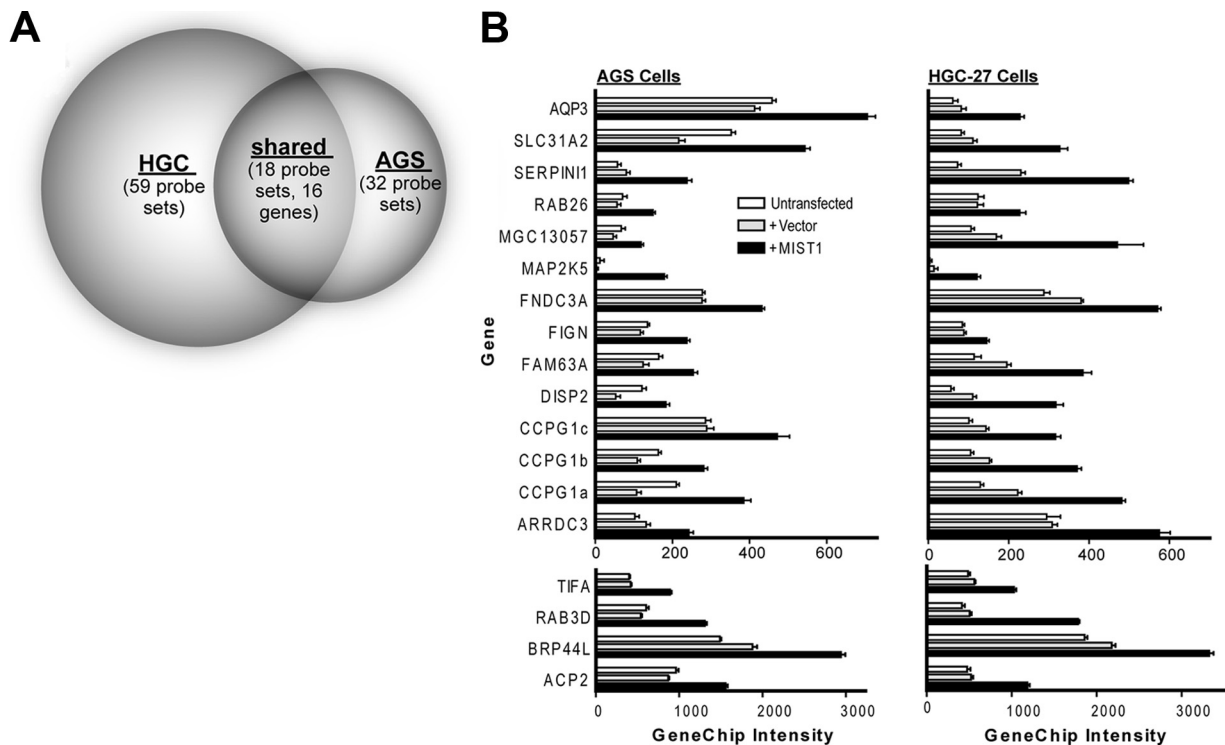 A
HGC
(59 probe
sets)
shared
(18 probe
sets, 16
genes)
AGS
(32 probe
sets)
B
AGS Cells
HGC-27 Cells
Gene
AQP3
SLC31A2
SERPINI1
RAB26
MGC13057
MAP2K5
FNDC3A
FIGN
FAM63A
DISP2
CCPG1c
CCPG1b
CCPG1a
ARRDC3
Untransfected
+Vector
+MIST1
0 200 400 600
0 200 400 600
TIFA
RAB3D
BRP44L
ACP2
0 1000 2000 3000
0 1000 2000 3000
GeneChip Intensity
GeneChip Intensity